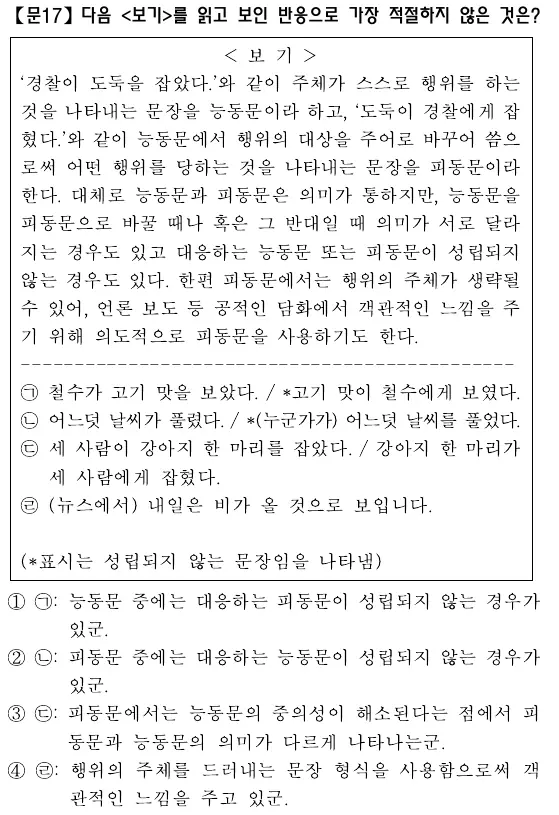 【문17】 다음 <보기>를 읽고 보인 반응으로 가장 적절하지 않은 것은?
< 보 기 >
‘경찰이 도둑을 잡았다.’와 같이 주체가 스스로 행위를 하는
것을 나타내는 문장을 능동문이라 하고, ‘도둑이 경찰에게 잡
혔다.’와 같이 능동문에서 행위의 대상을 주어로 바꾸어 씀으
로써 어떤 행위를 당하는 것을 나타내는 문장을 피동문이라
한다. 대체로 능동문과 피동문은 의미가 통하지만, 능동문을
피동문으로 바꿀 때나 혹은 그 반대일 때 의미가 서로 달라
지는 경우도 있고 대응하는 능동문 또는 피동문이 성립되지
않는 경우도 있다. 한편 피동문에서는 행위의 주체가 생략될
수 있어, 언론 보도 등 공적인 담화에서 객관적인 느낌을 주
기 위해 의도적으로 피동문을 사용하기도 한다.
㉠ 철수가 고기 맛을 보았다. / *고기 맛이 철수에게 보였다.
㉡ 어느덧 날씨가 풀렸다. / *(누군가가) 어느덧 날씨를 풀었다.
㉢ 세 사람이 강아지 한 마리를 잡았다. / 강아지 한 마리가
세 사람에게 잡혔다.
㉣ (뉴스에서) 내일은 비가 올 것으로 보입니다.
(*표시는 성립되지 않는 문장임을 나타냄)
① ㉠: 능동문 중에는 대응하는 피동문이 성립되지 않는 경우가
있군.
② ㉡: 피동문 중에는 대응하는 능동문이 성립되지 않는 경우가
있군.
③ ㉢: 피동문에서는 능동문의 중의성이 해소된다는 점에서 피
동문과 능동문의 의미가 다르게 나타나는군.
④ ㉣: 행위의 주체를 드러내는 문장 형식을 사용함으로써 객
관적인 느낌을 주고 있군.